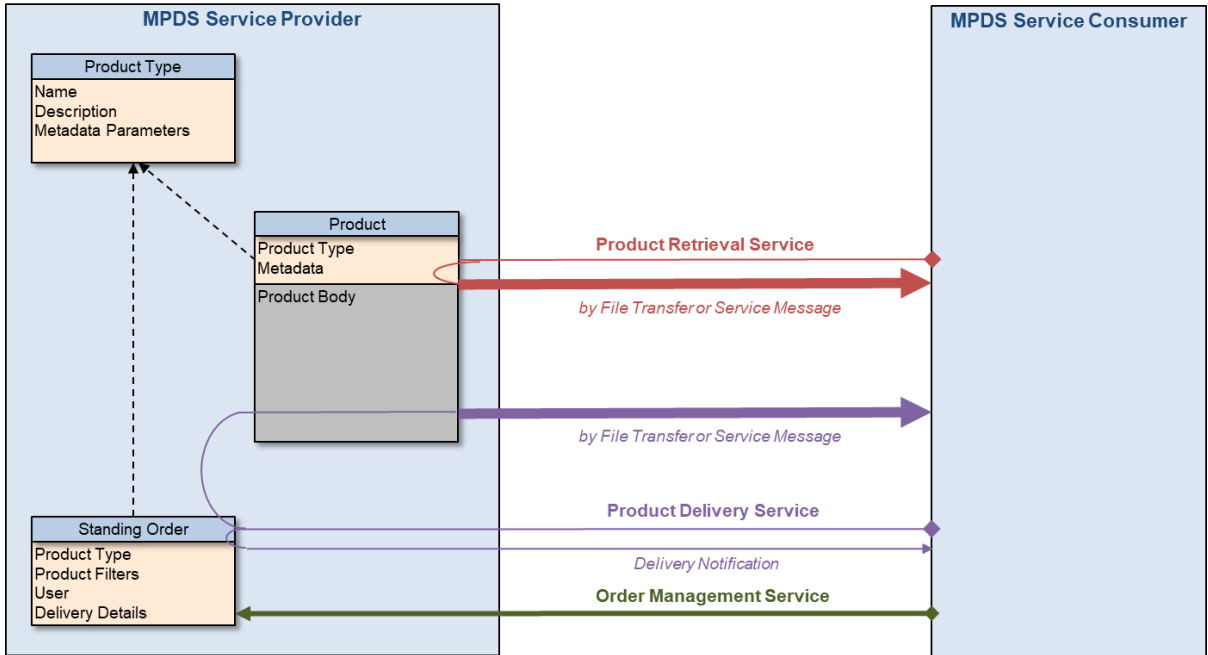 MPDS Service Provider
MPDS Service Consumer
Product Type
Name
Description
Metadata Parameters
Product
Product Type
Metadata
Product Body
Product Retrieval Service
by File Transfer or Service Message
by File Transfer or Service Message
Product Delivery Service
Delivery Notification
Standing Order
Product Type
Product Filters
User
Delivery Details
Order Management Service